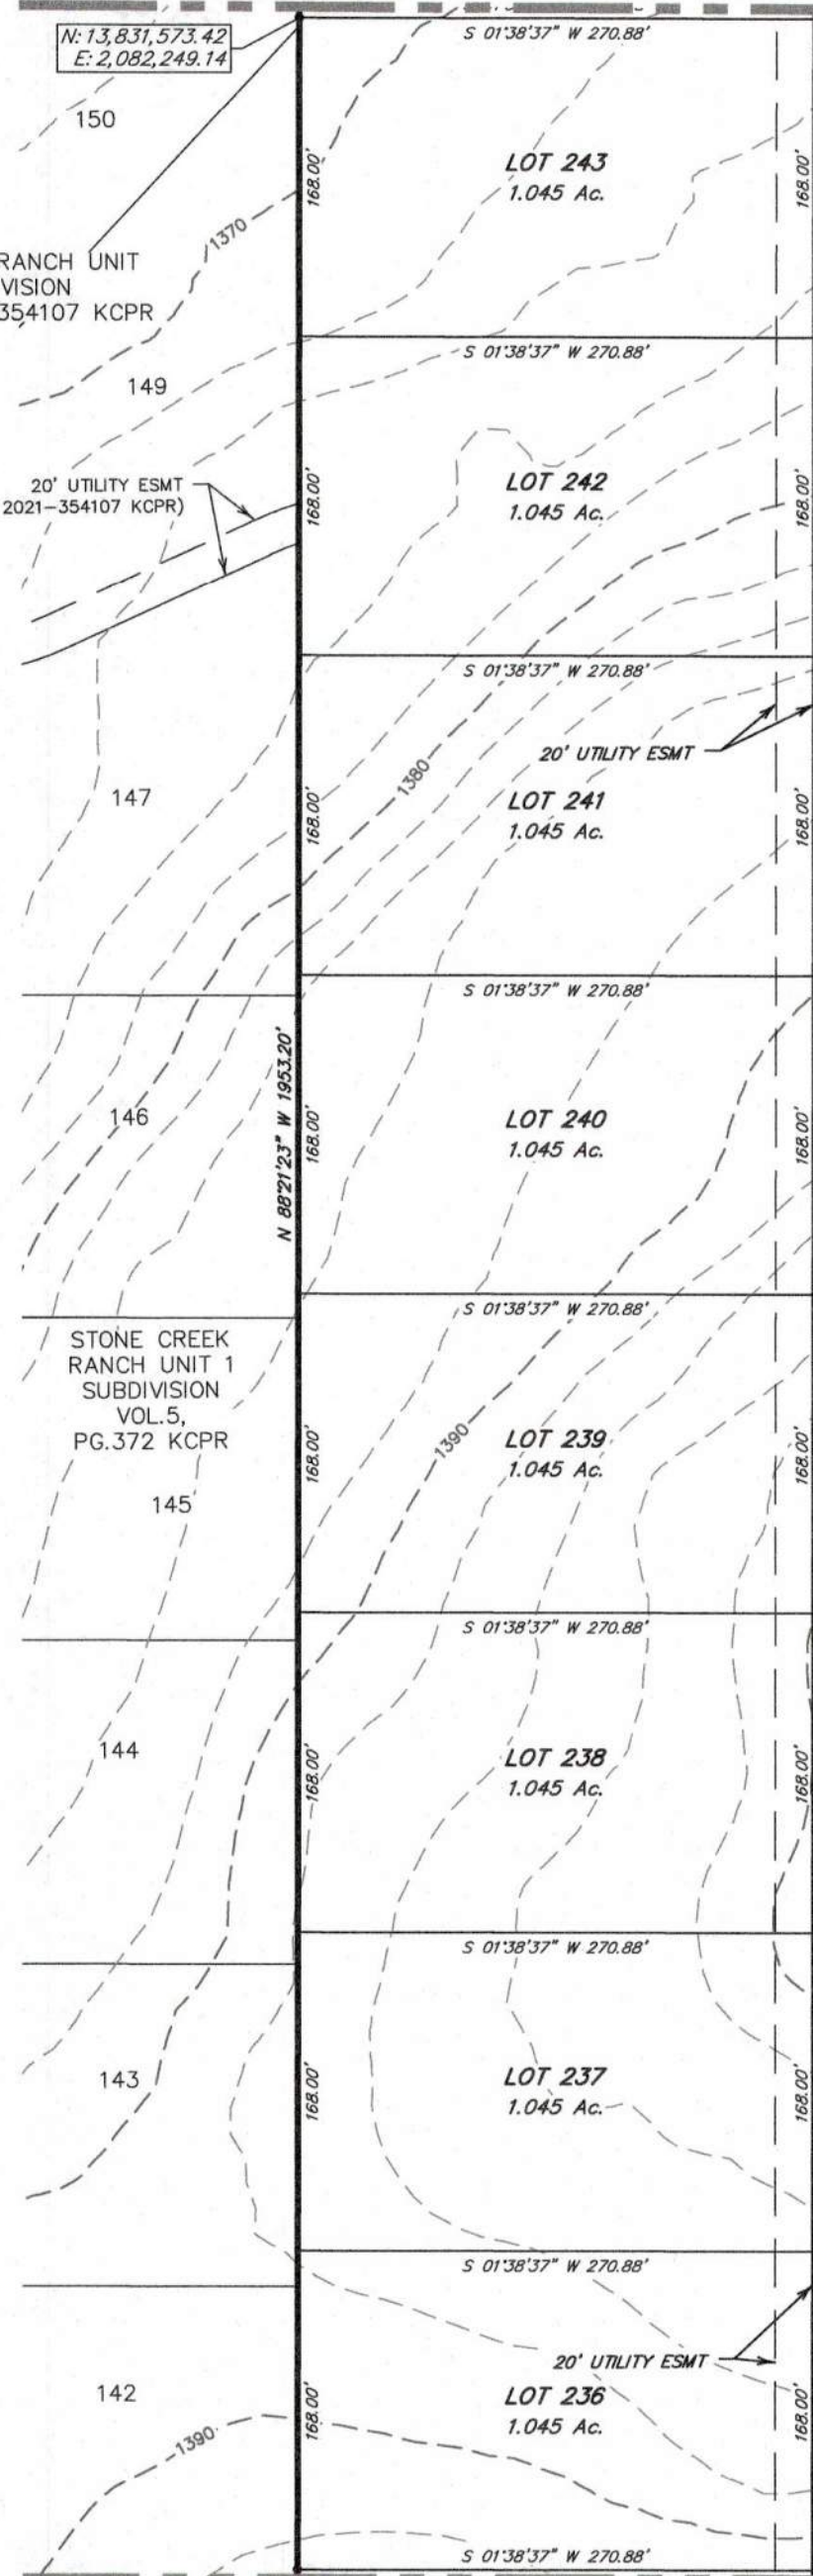 N: 13,831,573.42
E: 2,082,249.14
S 01°38'37" W 270.88'
150
168.00'
LOT 243
1.045 Ac.
168.00'
1370
RANCH UNIT
VISION
354107 KCPR
S 01°38'37" W 270.88'
149
20' UTILITY ESMT
2021-354107 KCPR)
168.00'
LOT 242
1.045 Ac.
168.00'
S 01°38'37" W 270.88'
20' UTILITY ESMT
1380
147
168.00'
LOT 241
1.045 Ac.
168.00'
S 01°38'37" W 270.88'
N 88°21'23" W 1953.20'
146
168.00'
LOT 240
1.045 Ac.
168.00'
S 01°38'37" W 270.88'
STONE CREEK
RANCH UNIT 1
SUBDIVISION
VOL.5,
PG.372 KCPR
1390
168.00'
LOT 239
1.045 Ac.
168.00'
145
S 01°38'37" W 270.88'
144
168.00'
LOT 238
1.045 Ac.
168.00'
S 01°38'37" W 270.88'
143
168.00'
LOT 237
1.045 Ac.
168.00'
S 01°38'37" W 270.88'
20' UTILITY ESMT
142
168.00'
LOT 236
1.045 Ac.
168.00'
1390
S 01°38'37" W 270.88'